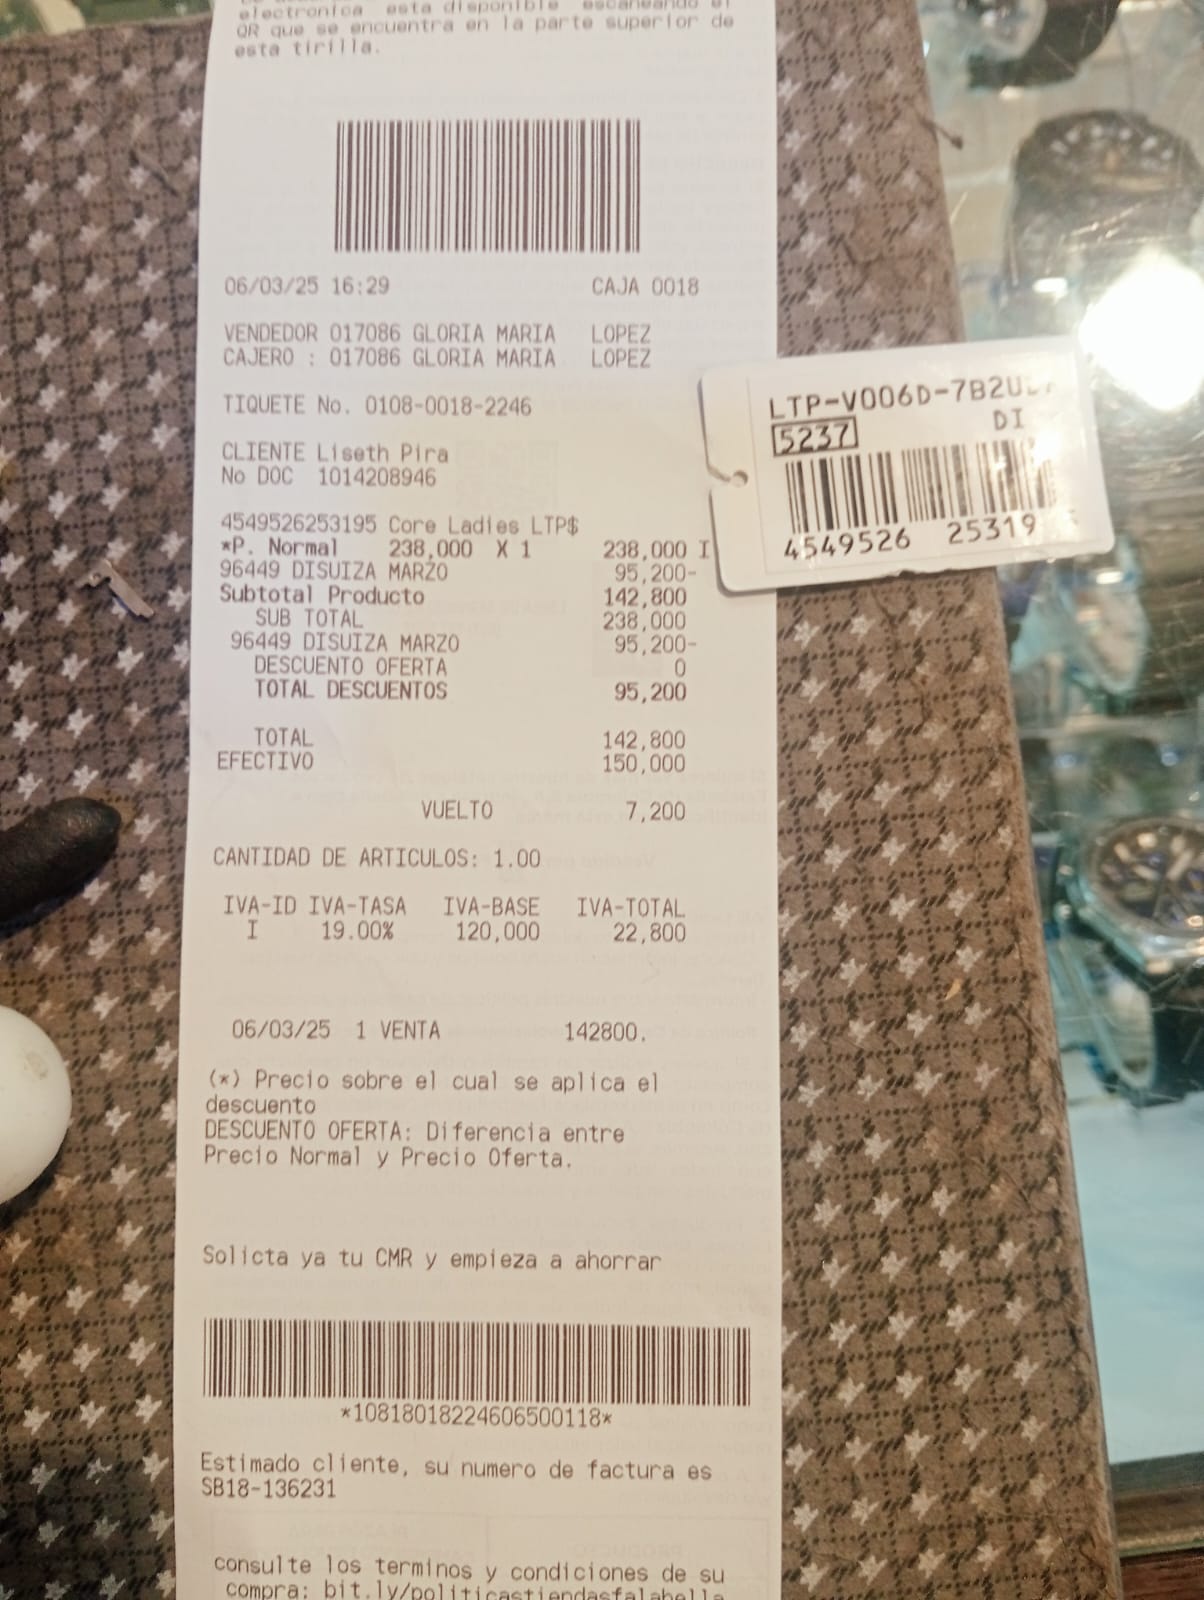 electronica esta disponible escaneando el
QR que se encuentra en la parte superior de
esta tirilla.
06/03/25 16:29 CAJA 0018
VENDEDOR 017086 GLORIA MARIA LOPEZ
CAJERO : 017086 GLORIA MARIA LOPEZ
TIQUETE No. 0108-0018-2246
CLIENTE Liseth Pira
No DOC 1014208946
4549526253195 Core Ladies LTP$
*P. Normal 238,000 X 1 238,000 I
96449 DISUIZA MARZO 95,200-
Subtotal Producto 142,800
SUB TOTAL 238,000
96449 DISUIZA MARZO 95,200-
DESCUENTO OFERTA 0
TOTAL DESCUENTOS 95,200
TOTAL 142,800
EFECTIVO 150,000
VUELTO 7,200
CANTIDAD DE ARTICULOS: 1.00
IVA-ID IVA-TASA IVA-BASE IVA-TOTAL
I 19.00% 120,000 22,800
06/03/25 1 VENTA 142800.
(*) Precio sobre el cual se aplica el
descuento
DESCUENTO OFERTA: Diferencia entre
Precio Normal y Precio Oferta.
Solicta ya tu CMR y empieza a ahorrar
*10818018224606500118*
Estimado cliente, su numero de factura es
SB18-136231
consulte los terminos y condiciones de su
compra: bit.ly/politicastiendasfalabella
LTP-V006D-7B2U
DI
5237
4549526 25319